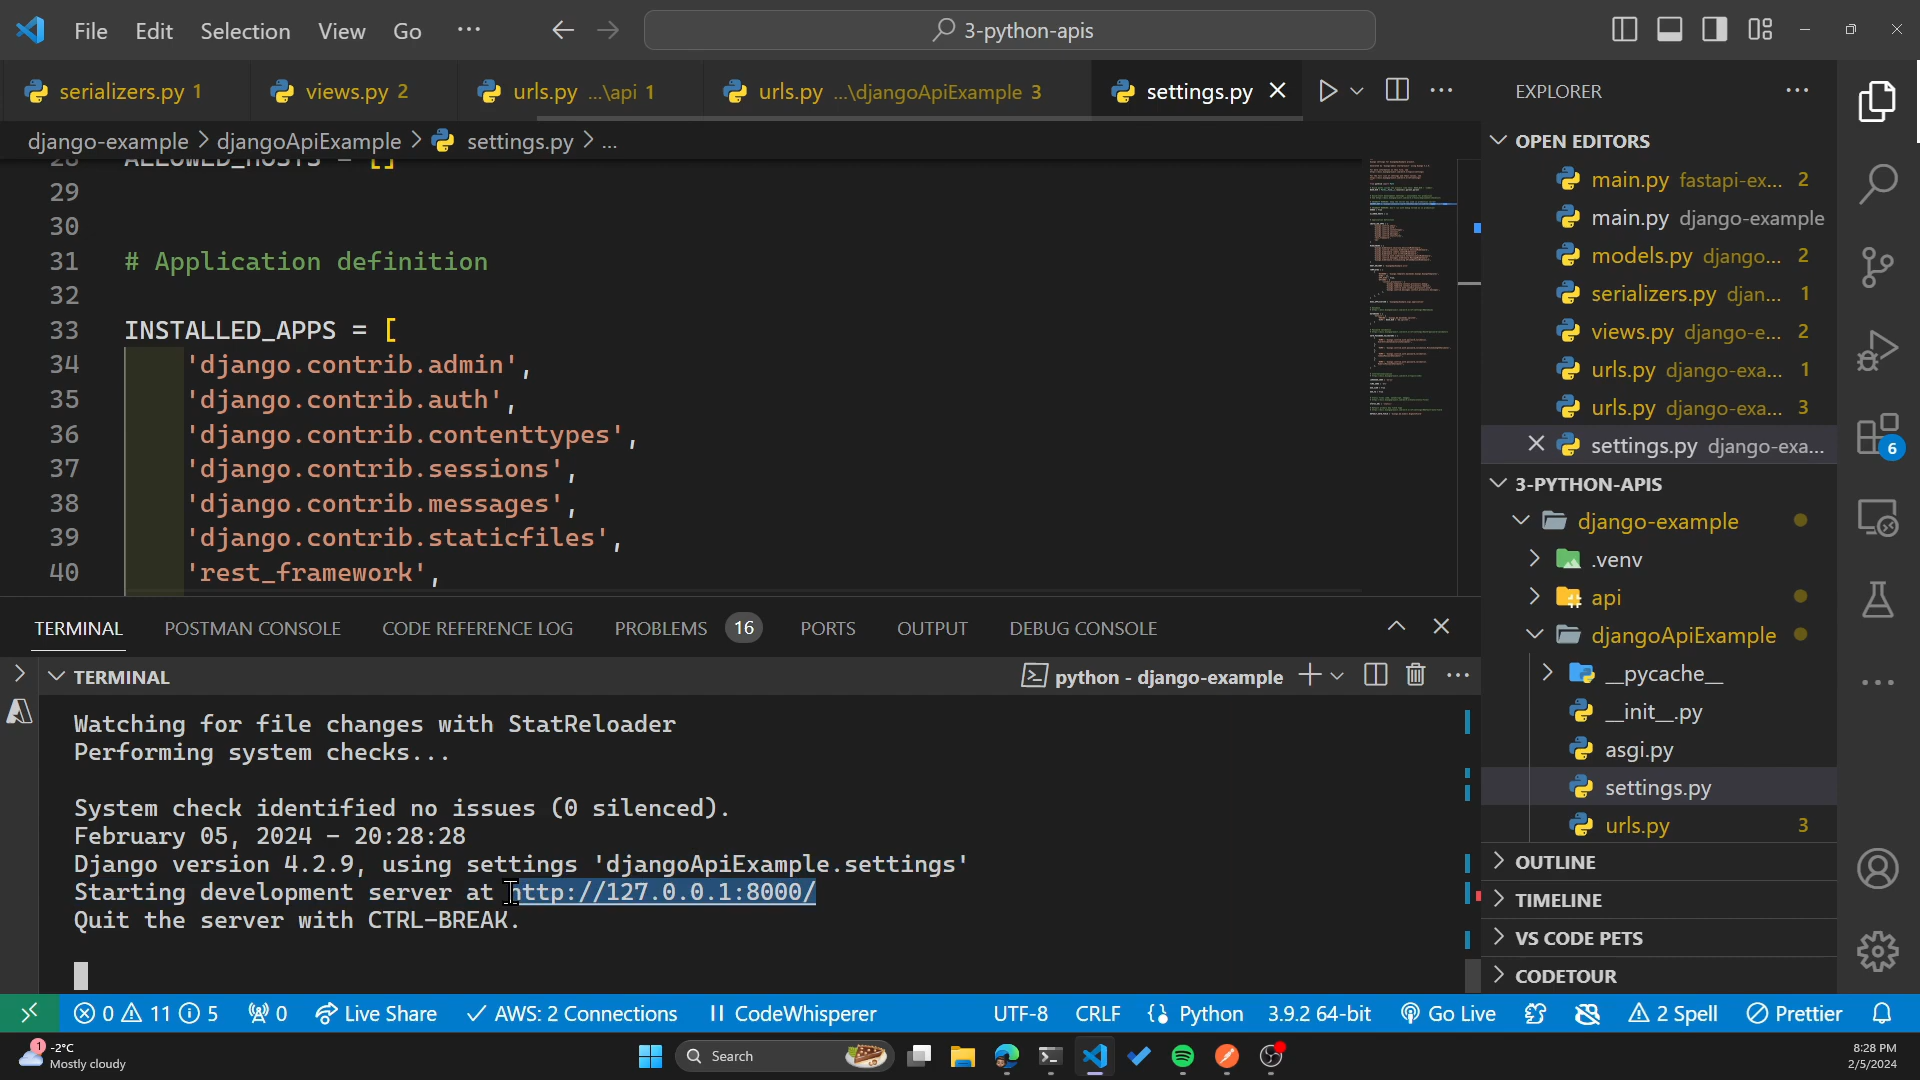 File Edit Selection View Go ···
3-python-apis
serializers.py 1 views.py 2 urls.py ...\api 1 urls.py ...\djangoApiExample 3 settings.py
django-example > djangoApiExample > settings.py > ...
28 ALLOWED_HOSTS = []
29
30
31 # Application definition
32
33 INSTALLED_APPS = [
34 'django.contrib.admin',
35 'django.contrib.auth',
36 'django.contrib.contenttypes',
37 'django.contrib.sessions',
38 'django.contrib.messages',
39 'django.contrib.staticfiles',
40 'rest_framework',
TERMINAL POSTMAN CONSOLE CODE REFERENCE LOG PROBLEMS 16 PORTS OUTPUT DEBUG CONSOLE
TERMINAL
python - django-example
Watching for file changes with StatReloader
Performing system checks...
System check identified no issues (0 silenced).
February 05, 2024 - 20:28:28
Django version 4.2.9, using settings 'djangoApiExample.settings'
Starting development server at http://127.0.0.1:8000/
Quit the server with CTRL-BREAK.
EXPLORER
OPEN EDITORS
main.py fastapi-ex... 2
main.py django-example
models.py django... 2
serializers.py djan... 1
views.py django-e... 2
urls.py django-exa... 1
urls.py django-exa... 3
settings.py django-exa...
3-PYTHON-APIS
django-example
.venv
api
djangoApiExample
__pycache__
__init__.py
asgi.py
settings.py
urls.py 3
OUTLINE
TIMELINE
VS CODE PETS
CODETOUR
6
0 11 5 0 Live Share AWS: 2 Connections CodeWhisperer UTF-8 CRLF Python 3.9.2 64-bit Go Live 2 Spell Prettier
1
-2°C
Mostly cloudy
Search
8:28 PM
2/5/2024